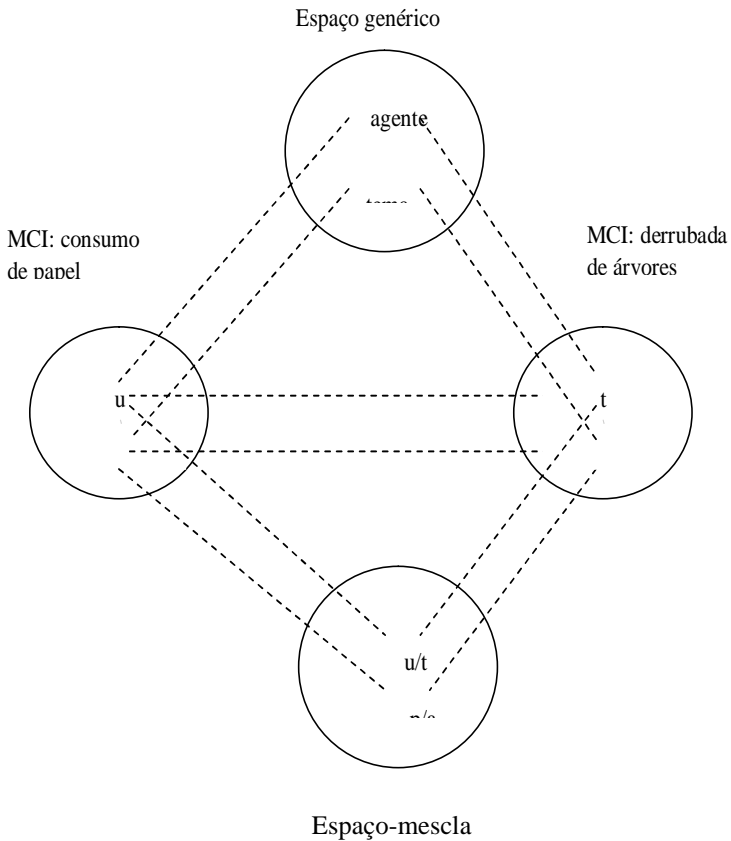 Espaço genérico
agente
MCI: consumo
de papel
MCI: derrubada
de árvores
u
t
u/t
Espaço-mescla